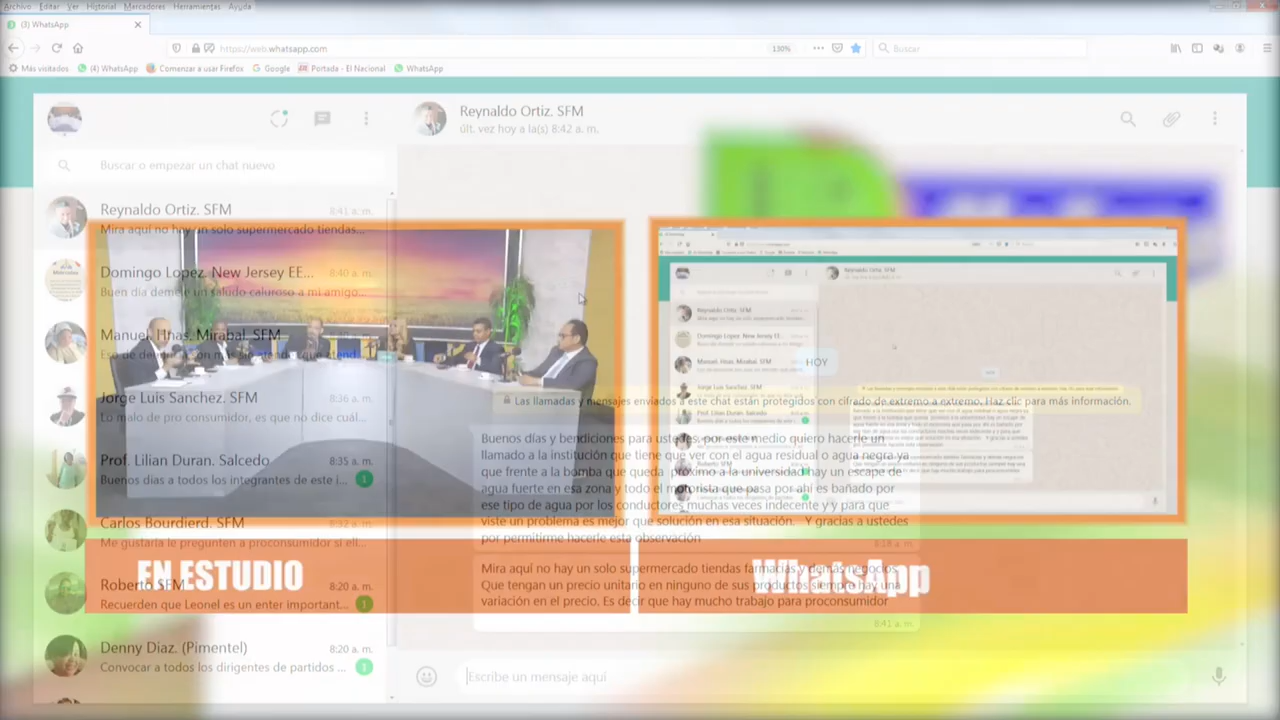 Archivo Editar Ver Historial Marcadores Herramientas Ayuda
(3) WhatsApp
https://web.whatsapp.com
130%
Buscar
Más visitados (4) WhatsApp Comenzar a usar Firefox Google Portada - El Nacional WhatsApp
Reynaldo Ortiz. SFM
últ. vez hoy a la(s) 8:42 a. m.
Buscar o empezar un chat nuevo
Reynaldo Ortiz. SFM 8:41 a. m.
Mira aquí no hay un solo supermercado tiendas...
Domingo Lopez. New Jersey EE... 8:40 a. m.
Buen día demele un saludo caluroso a mi amigo...
Manuel, Hnas, Mirabal, SFM
Jorge Luis Sanchez. SFM 8:36 a. m.
Lo malo de pro consumidor, es que dice cuál...
Prof. Lilian Duran. Salcedo 8:35 a. m.
Buenos dias a todos los integrantes de este i... 1
Carlos Bourdierd. SFM 8:32 a. m.
Me gustaría le pregunten a proconsumidor si ell...
Roberto SFM 8:20 a. m.
Recuerden que Leonel es un enter important... 1
Denny Diaz. (Pimentel) 8:20 a. m.
Convocar a todos los dirigentes de partidos ... 1
HOY
Las llamadas y mensajes enviados a este chat están protegidos con cifrado de extremo a extremo. Haz clic para más información.
Buenos días y bendiciones para ustedes, por este medio quiero hacerle un
llamado a la institución que tiene que ver con el agua residual o agua negra ya
que frente a la bomba que queda próximo a la universidad hay un escape de
agua fuerte en esa zona y todo el motorista que pasa por ahí es bañado por
ese tipo de agua por los conductores muchas veces indecente y y para que
viste un problema es mejor que solución en esa situación. Y gracias a ustedes
por permitirme hacerle esta observación
8:18 a. m.
Mira aquí no hay un solo supermercado tiendas farmacias y demás negocios
Que tengan un precio unitario en ninguno de sus productos siempre hay una
variación en el precio. Es decir que hay mucho trabajo para proconsumidor
8:41 a. m.
Escribe un mensaje aquí
EN ESTUDIO
WhatsApp